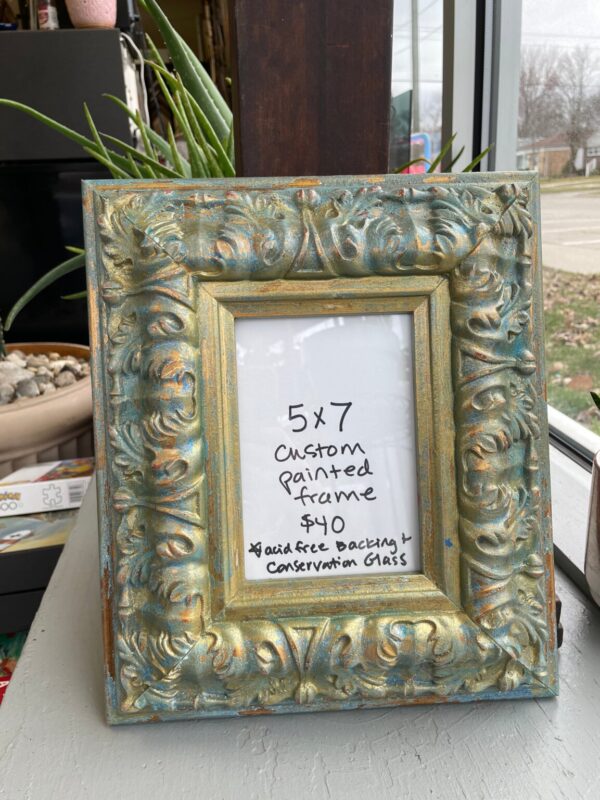 5x7
custom
painted
frame
$40
* acid free Backing +
Conservation Glass